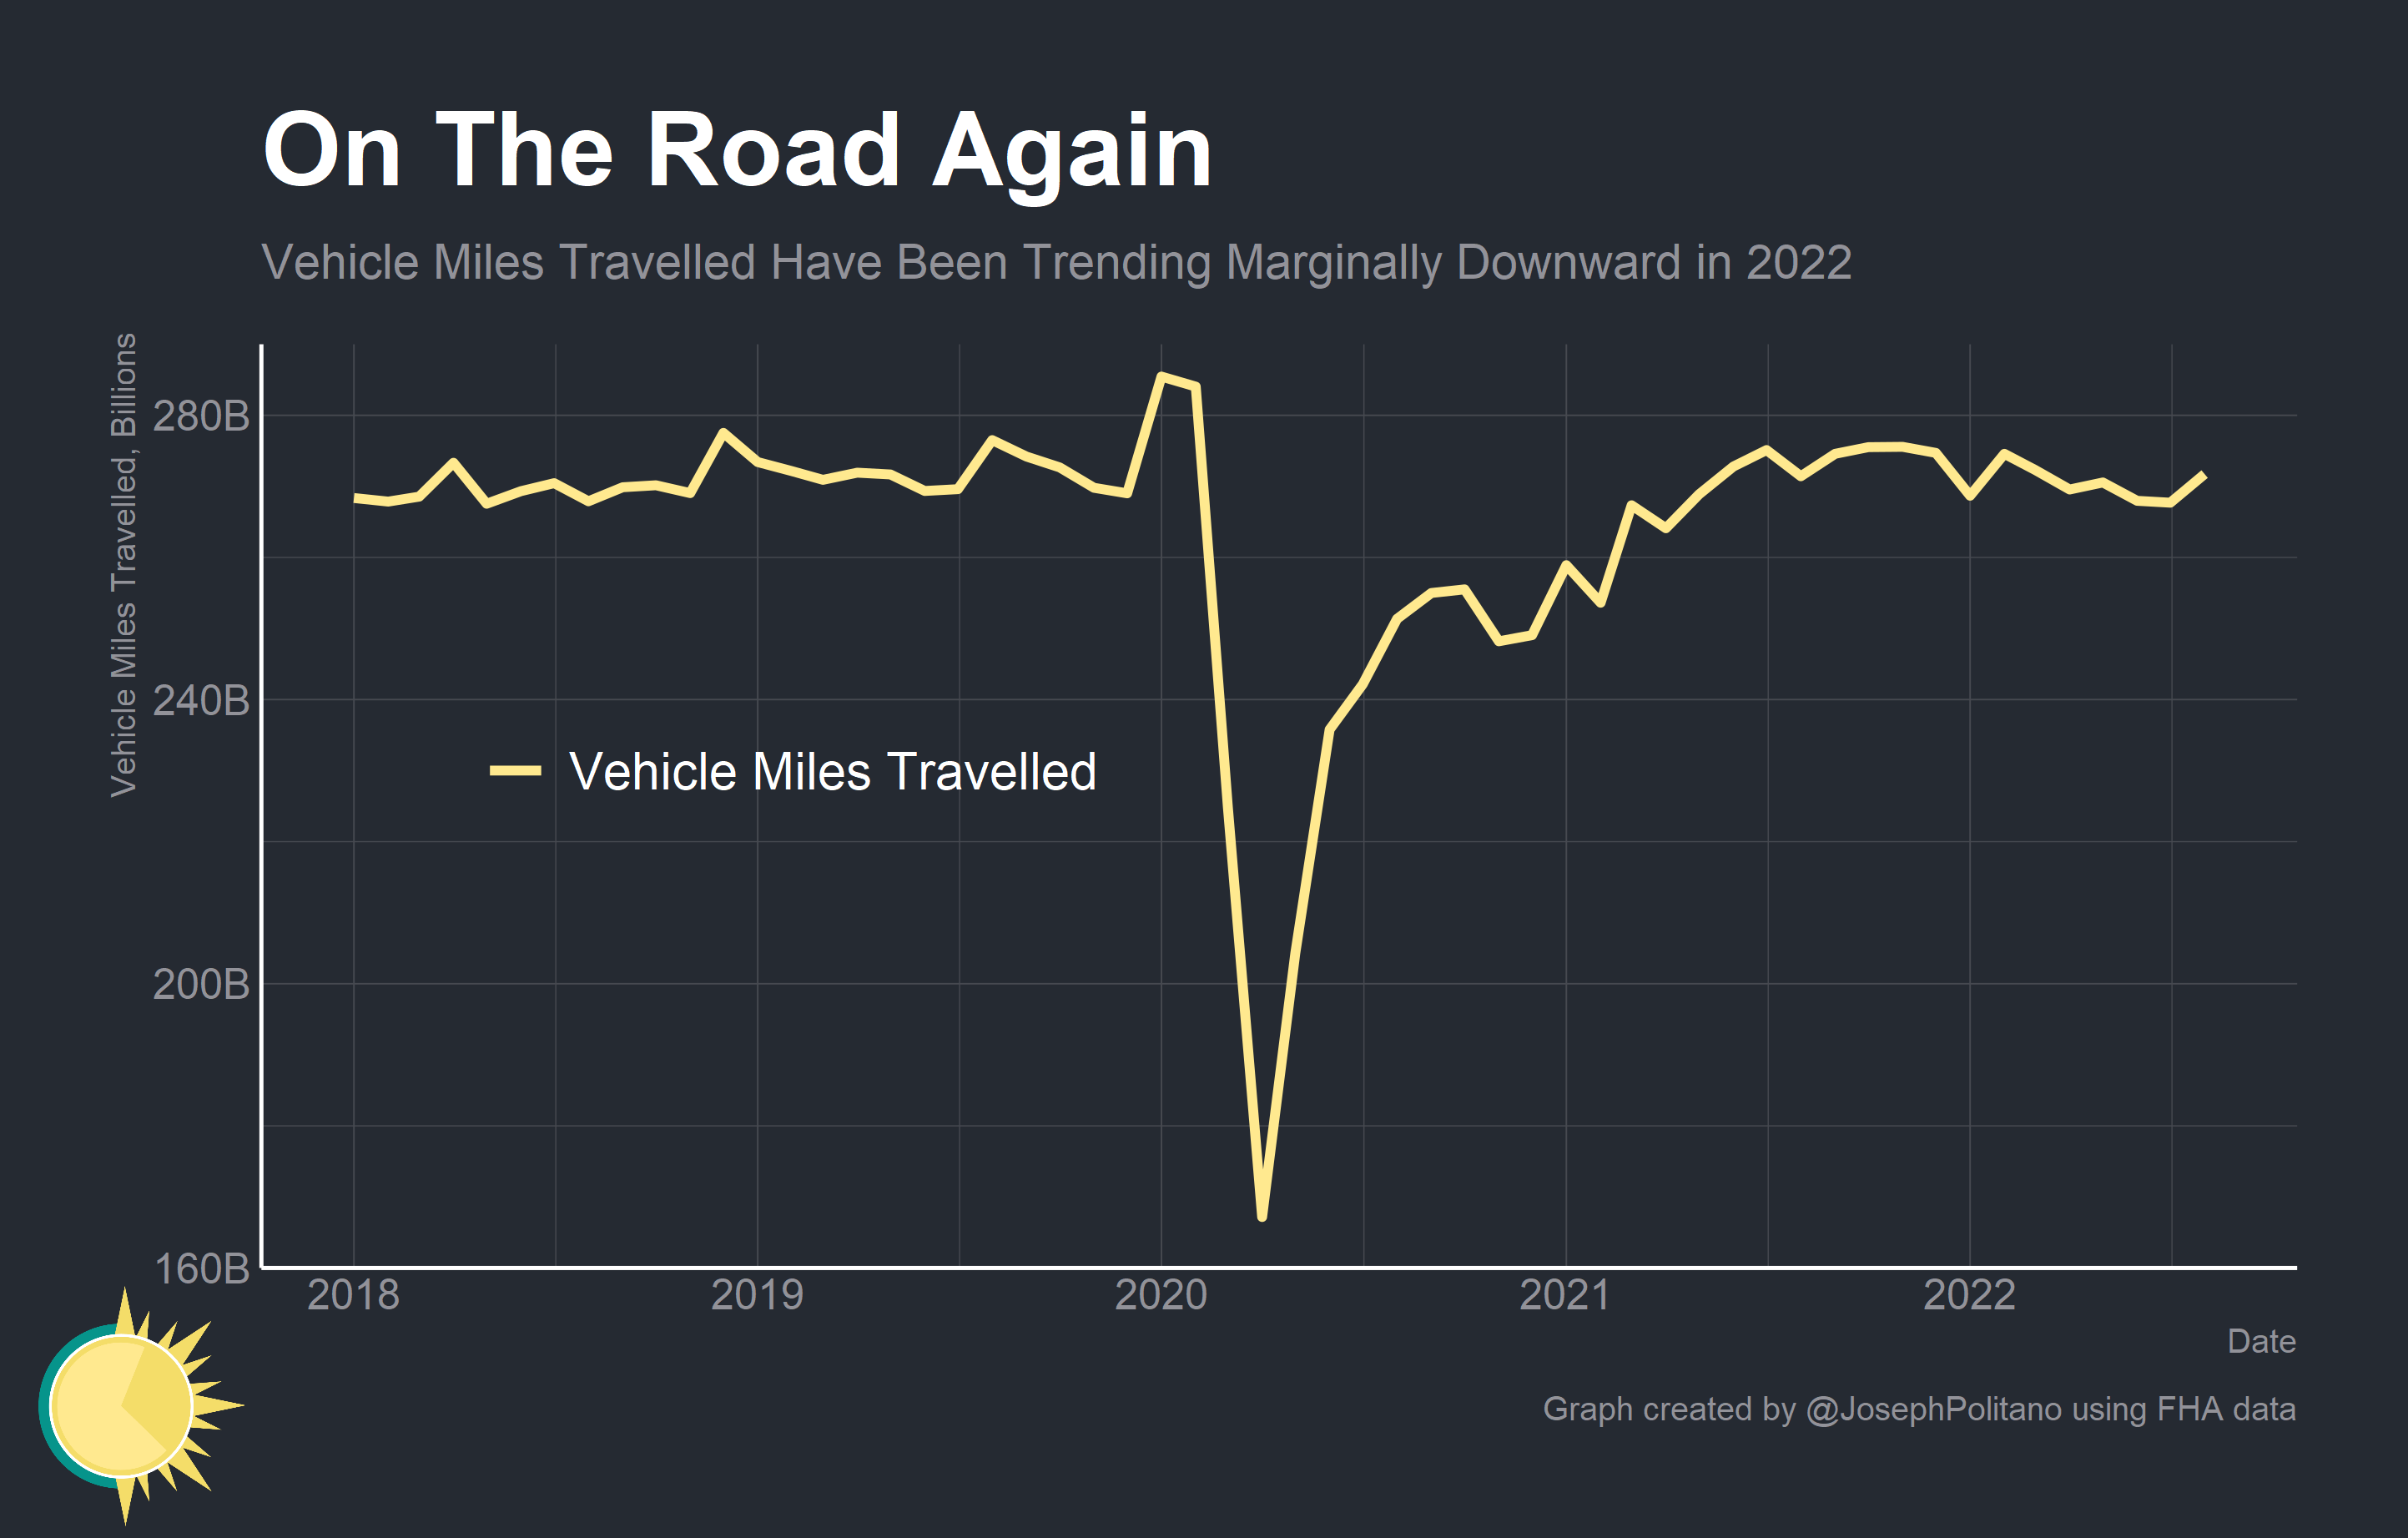 On The Road Again
Vehicle Miles Travelled Have Been Trending Marginally Downward in 2022
Vehicle Miles Travelled, Billions
280B
240B
200B
160B
Vehicle Miles Travelled
2018
2019
2020
2021
2022
Date
Graph created by @JosephPolitano using FHA data